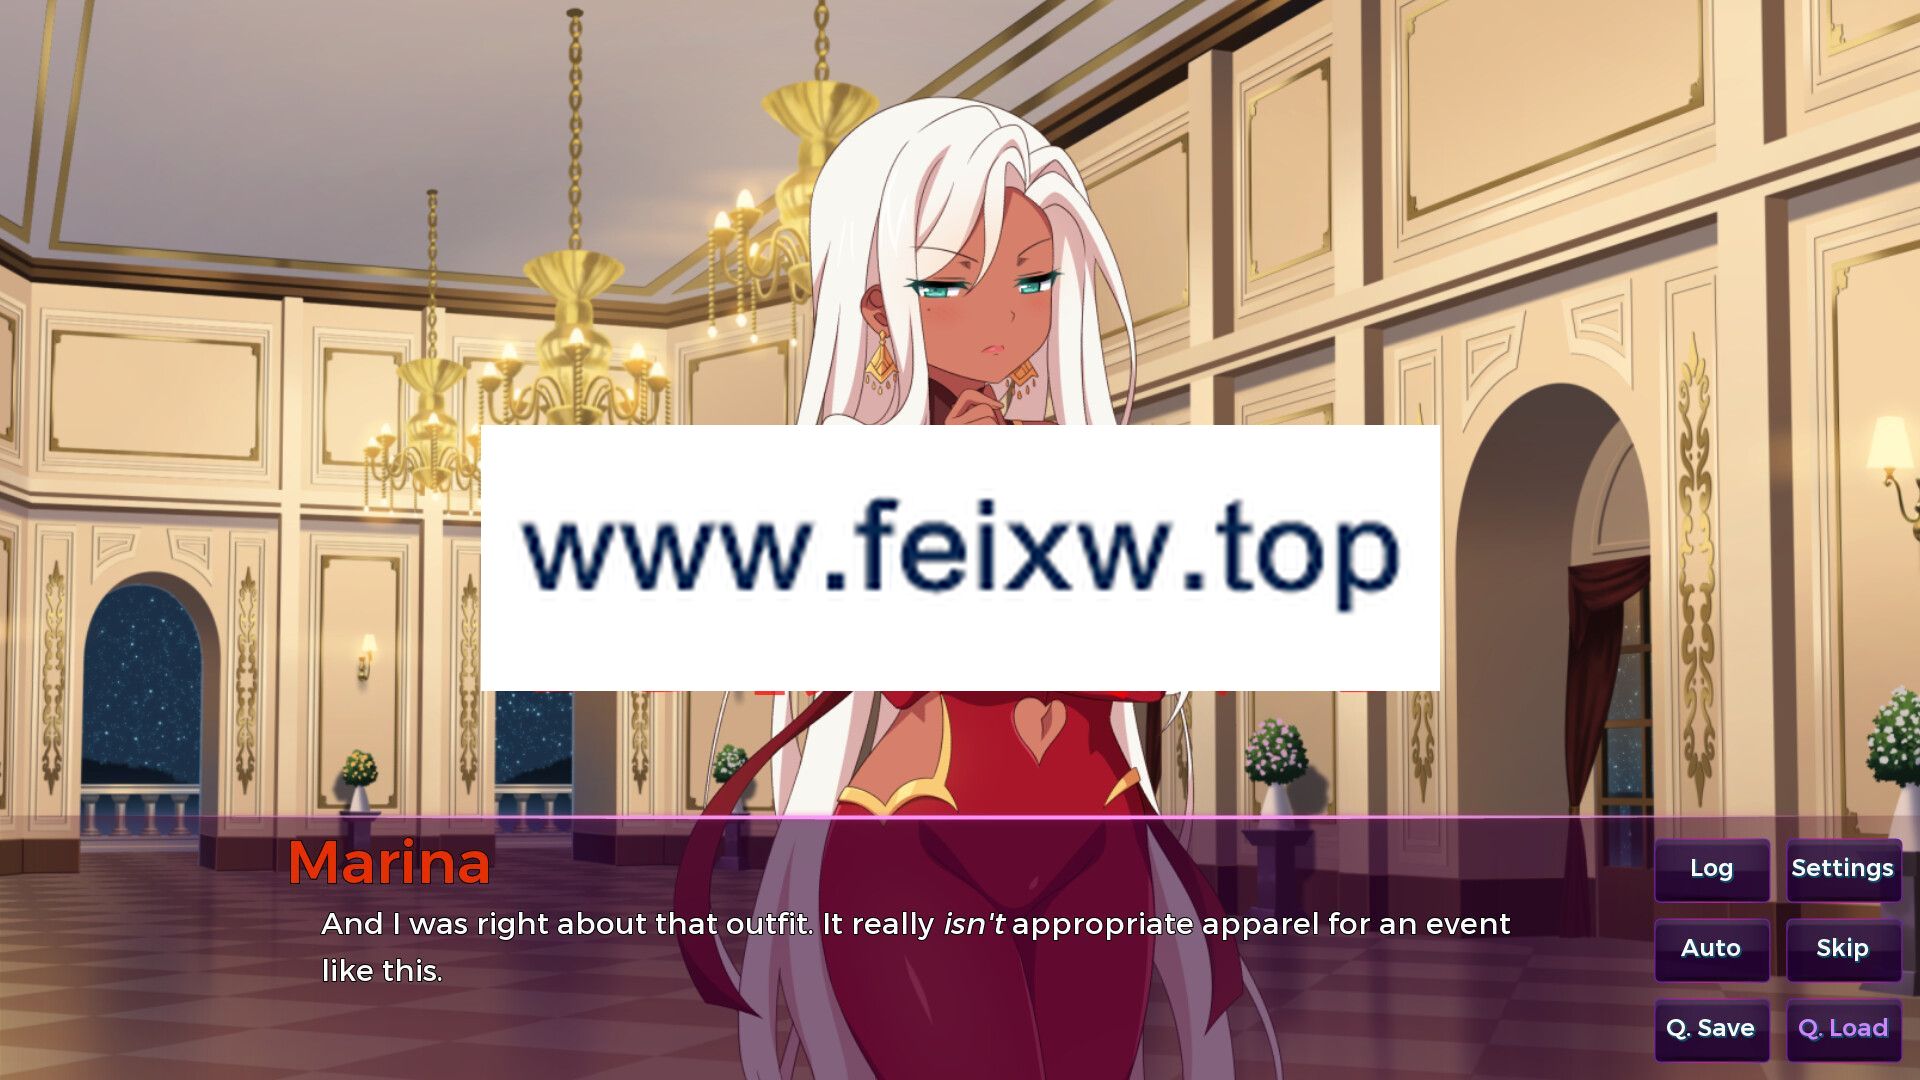 www.feixw.top
Marina
And I was right about that outfit. It really isn't appropriate apparel for an event
like this.
Log
Settings
Auto
Skip
Q. Save
Q. Load